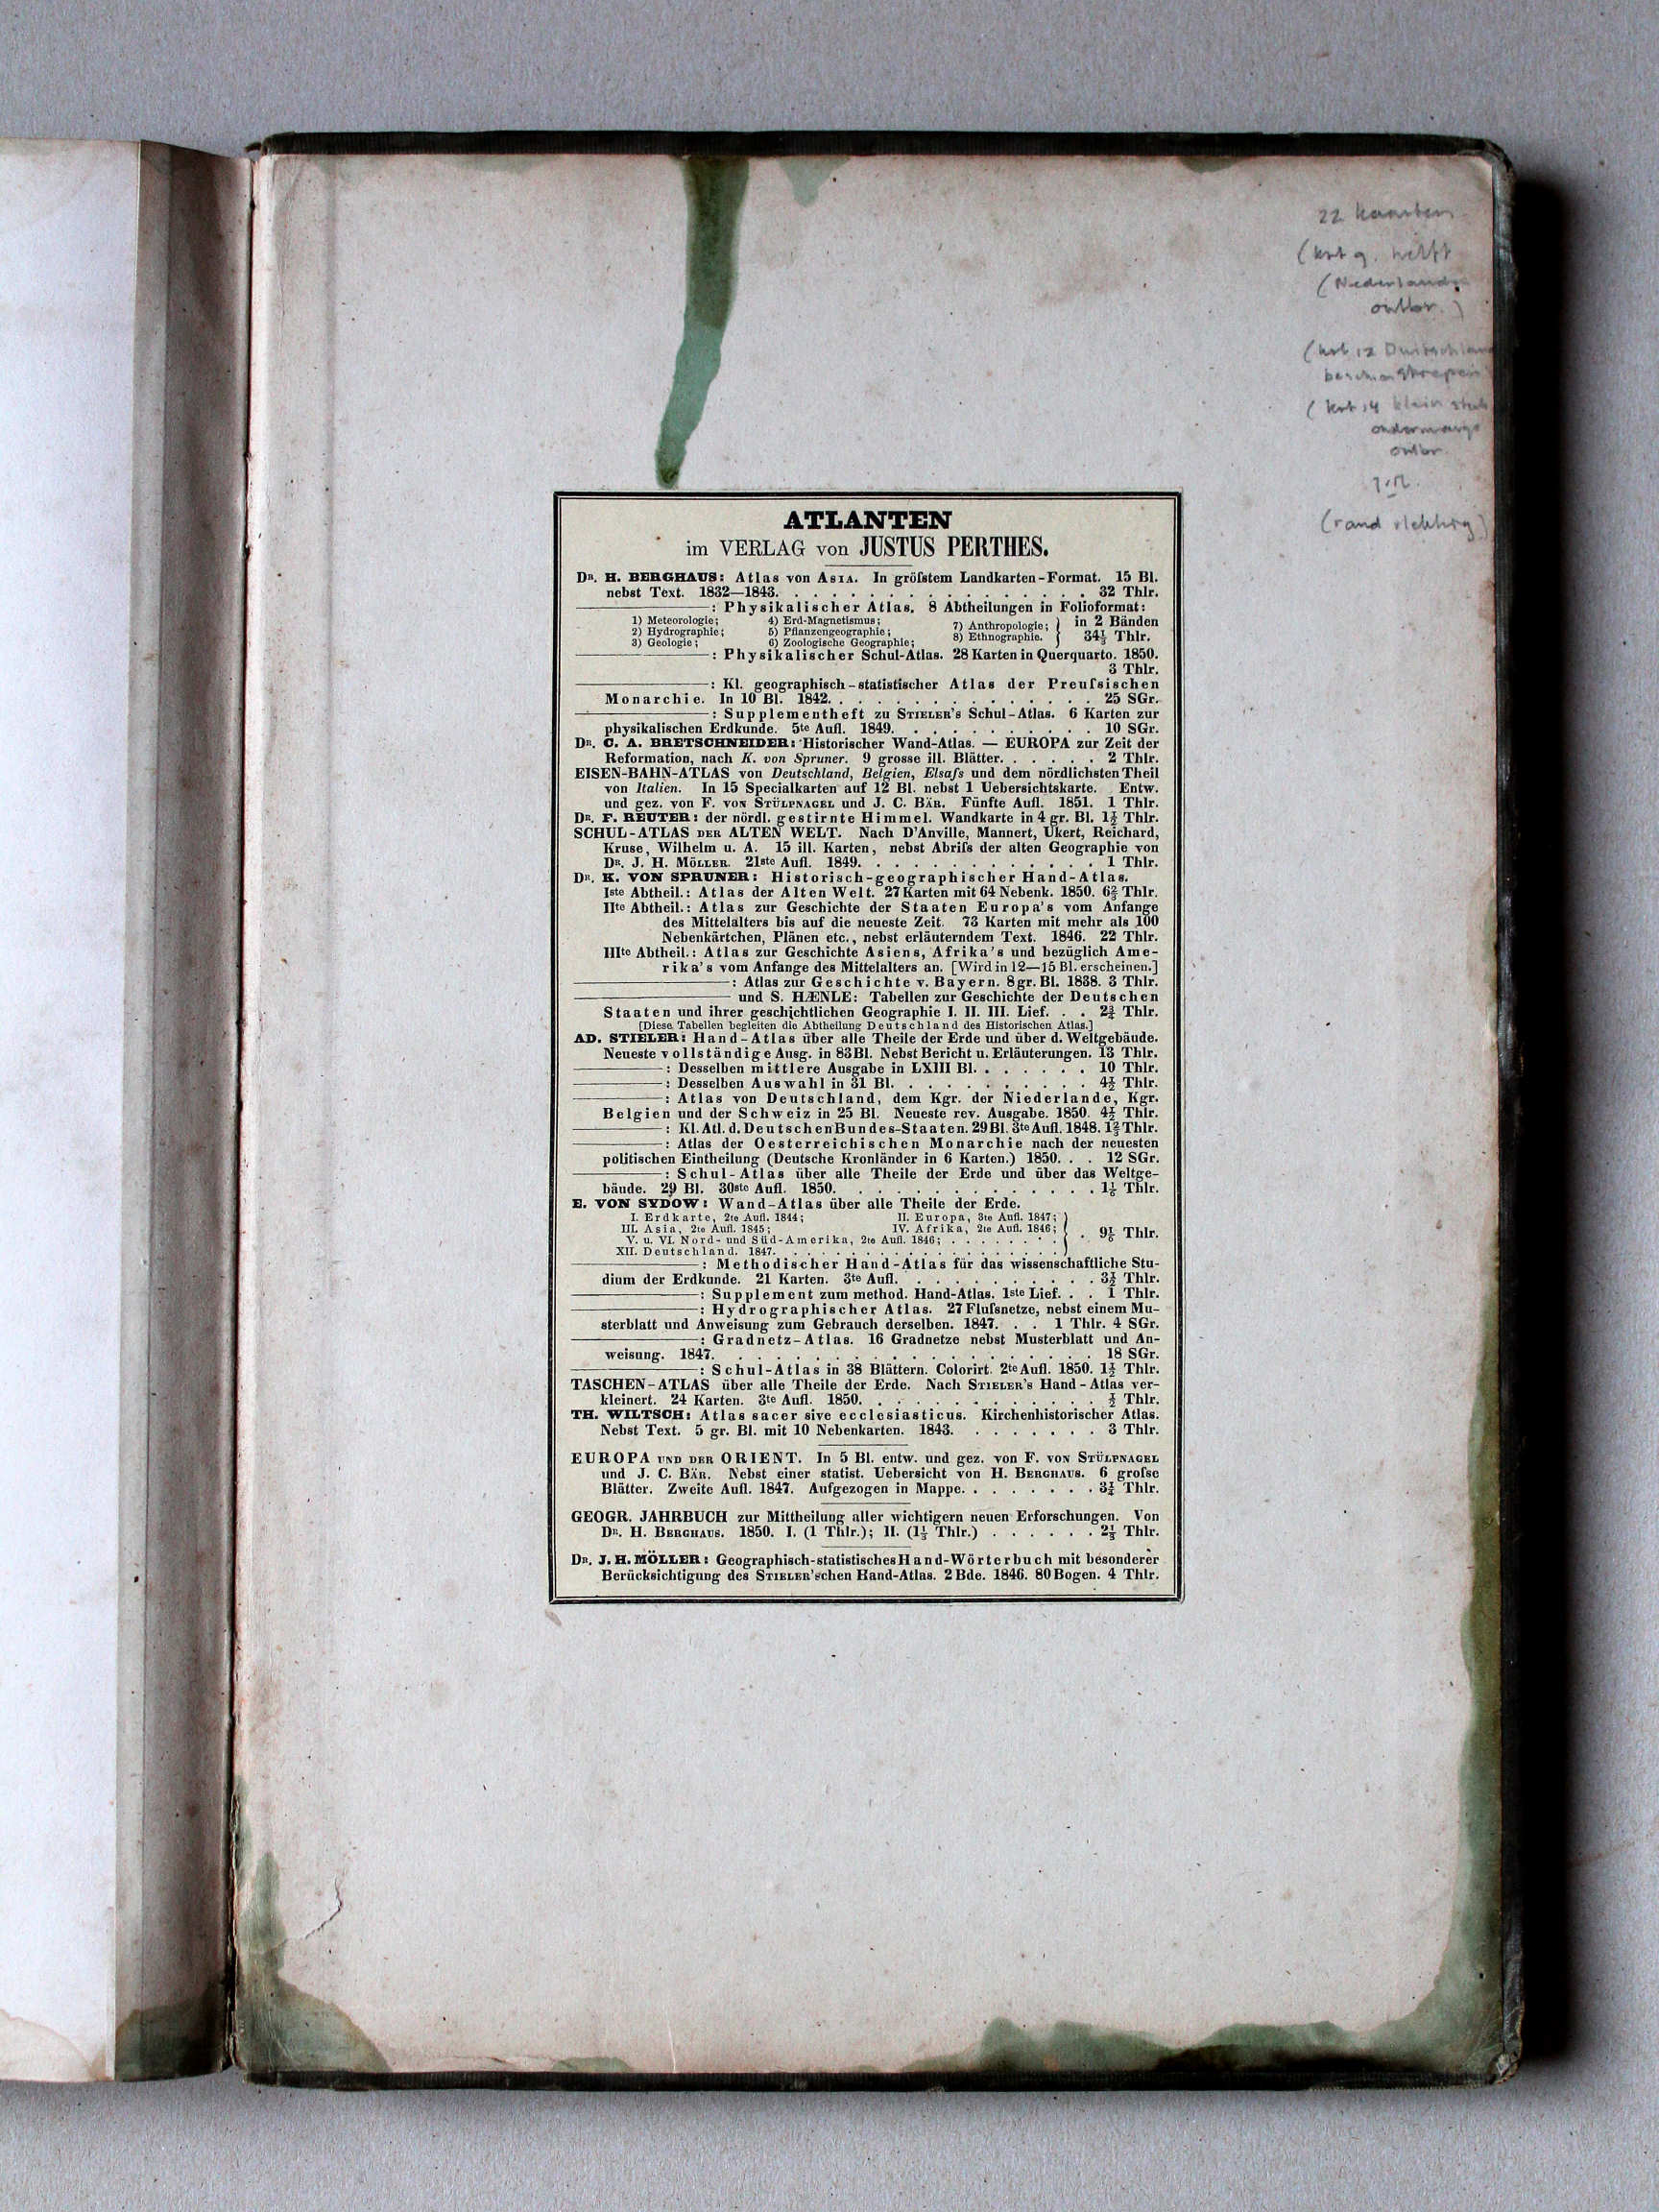 ATLANTEN
im VERLAG von JUSTUS PERTHES.
Dr. H. BERGHAUS: Atlas von Asia. In gröſstem Landkarten-Format. 15 Bl.
nebst Text. 1832—1843. . . . . . . . . . . . . . . . . . 32 Thlr.
———: Physikalischer Atlas. 8 Abtheilungen in Folioformat:
1) Meteorologie; 4) Erd-Magnetismus; 7) Anthropologie; in 2 Bänden
2) Hydrographie; 5) Pflanzengeographie; 8) Ethnographie. 34⅓ Thlr.
3) Geologie; 6) Zoologische Geographie;
———: Physikalischer Schul-Atlas. 28 Karten in Querquarto. 1850.
3 Thlr.
———: Kl. geographisch-statistischer Atlas der Preuſsischen
Monarchie. In 10 Bl. 1842. . . . . . . . . . . . . . . 25 SGr.
———: Supplementheft zu Stieler's Schul-Atlas. 6 Karten zur
physikalischen Erdkunde. 5te Aufl. 1849. . . . . . . . . . . 10 SGr.
Dr. C. A. BRETSCHNEIDER: Historischer Wand-Atlas. — EUROPA zur Zeit der
Reformation, nach K. von Spruner. 9 grosse ill. Blätter. . . . . . 2 Thlr.
EISEN-BAHN-ATLAS von Deutschland, Belgien, Elsaſs und dem nördlichsten Theil
von Italien. In 15 Specialkarten auf 12 Bl. nebst 1 Uebersichtskarte. Entw.
und gez. von F. von Stülpnagel und J. C. Bär. Fünfte Aufl. 1851. 1 Thlr.
Dr. F. REUTER: der nördl. gestirnte Himmel. Wandkarte in 4 gr. Bl. 1½ Thlr.
SCHUL-ATLAS der ALTEN WELT. Nach D'Anville, Mannert, Ukert, Reichard,
Kruse, Wilhelm u. A. 15 ill. Karten, nebst Abriſs der alten Geographie von
Dr. J. H. Möller. 21ste Aufl. 1849. . . . . . . . . . . . . 1 Thlr.
Dr. K. VON SPRUNER: Historisch-geographischer Hand-Atlas.
Iste Abtheil.: Atlas der Alten Welt. 27 Karten mit 64 Nebenk. 1850. 6⅔ Thlr.
IIte Abtheil.: Atlas zur Geschichte der Staaten Europa's vom Anfange
des Mittelalters bis auf die neueste Zeit. 73 Karten mit mehr als 100
Nebenkärtchen, Plänen etc., nebst erläuterndem Text. 1846. 22 Thlr.
IIIte Abtheil.: Atlas zur Geschichte Asiens, Afrika's und bezüglich Ame-
rika's vom Anfange des Mittelalters an. [Wird in 12—15 Bl. erscheinen.]
———: Atlas zur Geschichte v. Bayern. 8 gr. Bl. 1838. 3 Thlr.
——— und S. HÆNLE: Tabellen zur Geschichte der Deutschen
Staaten und ihrer geschichtlichen Geographie I. II. III. Lief. . . 2¾ Thlr.
[Diese Tabellen begleiten die Abtheilung Deutschland des Historischen Atlas.]
AD. STIELER: Hand-Atlas über alle Theile der Erde und über d. Weltgebäude.
Neueste vollständige Ausg. in 83 Bl. Nebst Bericht u. Erläuterungen. 13 Thlr.
———: Desselben mittlere Ausgabe in LXIII Bl. . . . . . . 10 Thlr.
———: Desselben Auswahl in 31 Bl. . . . . . . . . . . . 4½ Thlr.
———: Atlas von Deutschland, dem Kgr. der Niederlande, Kgr.
Belgien und der Schweiz in 25 Bl. Neueste rev. Ausgabe. 1850. 4½ Thlr.
———: Kl. Atl. d. Deutschen Bundes-Staaten. 29 Bl. 3te Aufl. 1848. 1⅔ Thlr.
———: Atlas der Oesterreichischen Monarchie nach der neuesten
politischen Eintheilung (Deutsche Kronländer in 6 Karten.) 1850. . . 12 SGr.
———: Schul-Atlas über alle Theile der Erde und über das Weltge-
bäude. 29 Bl. 30ste Aufl. 1850. . . . . . . . . . . . . . . Thlr.
E. VON SYDOW: Wand-Atlas über alle Theile der Erde.
I. Erdkarte, 2te Aufl. 1844; II. Europa, 3te Aufl. 1847;
III. Asia, 2te Aufl. 1845; IV. Afrika, 2te Aufl. 1846; . 9⅙ Thlr.
V. u. VI. Nord- und Süd-Amerika, 2te Aufl. 1846; . . . . . . . .
XII. Deutschland. 1847. . . . . . . . . . . . . . . . . . . .
———: Methodischer Hand-Atlas für das wissenschaftliche Stu-
dium der Erdkunde. 21 Karten. 3te Aufl. . . . . . . . . . . 3½ Thlr.
———: Supplement zum method. Hand-Atlas. 1ste Lief. . . 1 Thlr.
———: Hydrographischer Atlas. 27 Fluſsnetze, nebst einem Mu-
sterblatt und Anweisung zum Gebrauch derselben. 1847. . . 1 Thlr. 4 SGr.
———: Gradnetz-Atlas. 16 Gradnetze nebst Musterblatt und An-
weisung. 1847. . . . . . . . . . . . . . . . . . . . . 18 SGr.
———: Schul-Atlas in 38 Blättern. Colorirt. 2te Aufl. 1850. 1½ Thlr.
TASCHEN-ATLAS über alle Theile der Erde. Nach Stieler's Hand-Atlas ver-
kleinert. 24 Karten. 3te Aufl. 1850. . . . . . . . . . . . . Thlr.
TH. WILTSCH: Atlas sacer sive ecclesiasticus. Kirchenhistorischer Atlas.
Nebst Text. 5 gr. Bl. mit 10 Nebenkarten. 1843. . . . . . . . 3 Thlr.
EUROPA und der ORIENT. In 5 Bl. entw. und gez. von F. von Stülpnagel
und J. C. Bär. Nebst einer statist. Uebersicht von H. Berghaus. 6 groſse
Blätter. Zweite Aufl. 1847. Aufgezogen in Mappe. . . . . . . . Thlr.
GEOGR. JAHRBUCH zur Mittheilung aller wichtigern neuen Erforschungen. Von
Dr. H. Berghaus. 1850. I. (1 Thlr.); II. (1⅓ Thlr.) . . . . . . 2⅓ Thlr.
Dr. J. H. MÖLLER: Geographisch-statistisches Hand-Wörterbuch mit besonderer
Berücksichtigung des Stieler'schen Hand-Atlas. 2 Bde. 1846. 80 Bogen. 4 Thlr.
22 kaarten
(krt 9. helft
(Nederland
ontbr.)
(krt 12 Duitschland
(krt 14 klein stuk
ondermarge
ontbr.
(rand vlekkig)